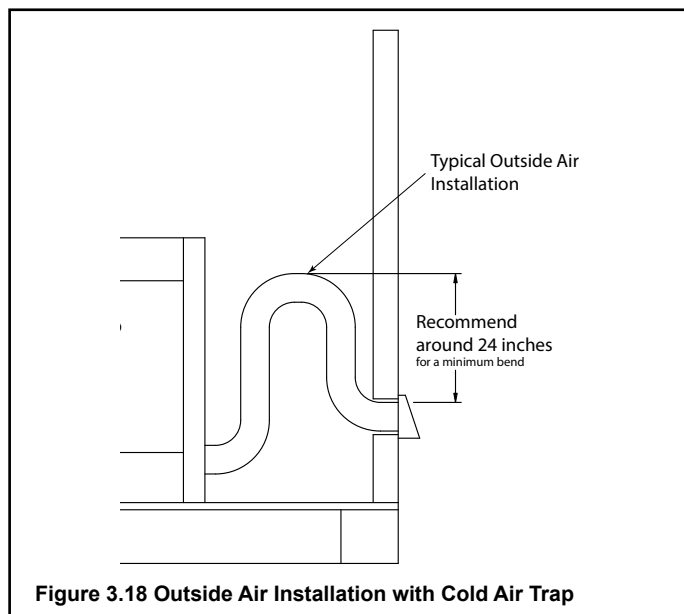 Typical Outside Air
Installation
Recommend
around 24 inches
for a minimum bend
Figure 3.18 Outside Air Installation with Cold Air Trap